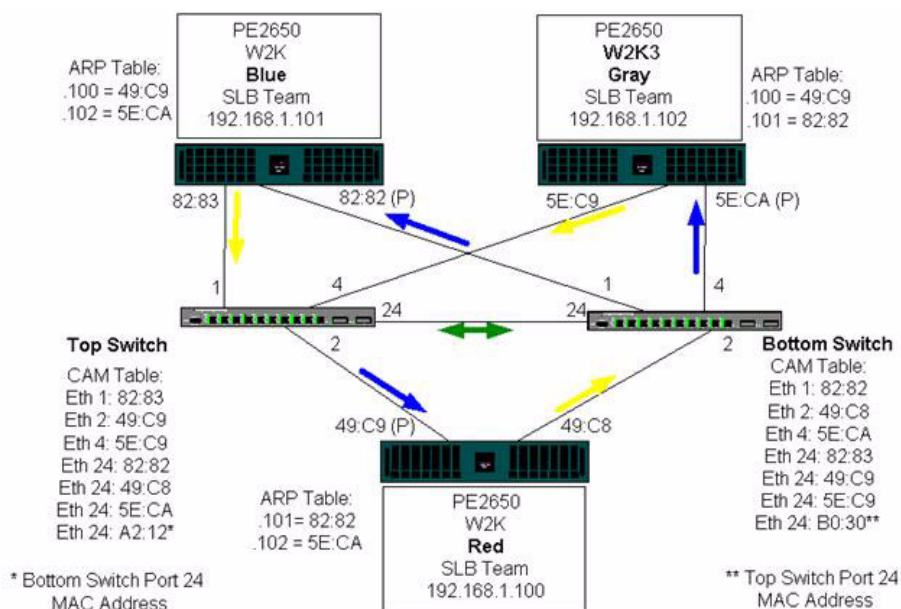 PE2650
W2K
Blue
SLB Team
192.168.1.101
ARP Table:
.100 = 49:C9
.102 = 5E:CA
PE2650
W2K3
Gray
SLB Team
192.168.1.102
ARP Table:
.100 = 49:C9
.101 = 82:82
82:83
82:82 (P)
5E:C9
5E:CA (P)
1
4
24
2
24
1
4
2
Top Switch
CAM Table:
Eth 1: 82:83
Eth 2: 49:C9
Eth 4: 5E:C9
Eth 24: 82:82
Eth 24: 49:C8
Eth 24: 5E:CA
Eth 24: A2:12*
* Bottom Switch Port 24
MAC Address
Bottom Switch
CAM Table:
Eth 1: 82:82
Eth 2: 49:C8
Eth 4: 5E:CA
Eth 24: 82:83
Eth 24: 49:C9
Eth 24: 5E:C9
Eth 24: B0:30**
** Top Switch Port 24
MAC Address
49:C9 (P)
49:C8
ARP Table:
.101= 82:82
.102 = 5E:CA
PE2650
W2K
Red
SLB Team
192.168.1.100